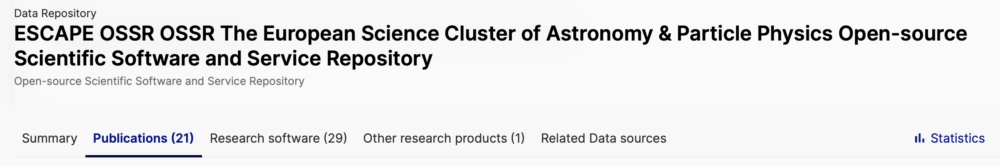 Data Repository
ESCAPE OSSR OSSR The European Science Cluster of Astronomy & Particle Physics Open-source
Scientific Software and Service Repository
Open-source Scientific Software and Service Repository
Summary Publications (21) Research software (29) Other research products (1) Related Data sources Statistics